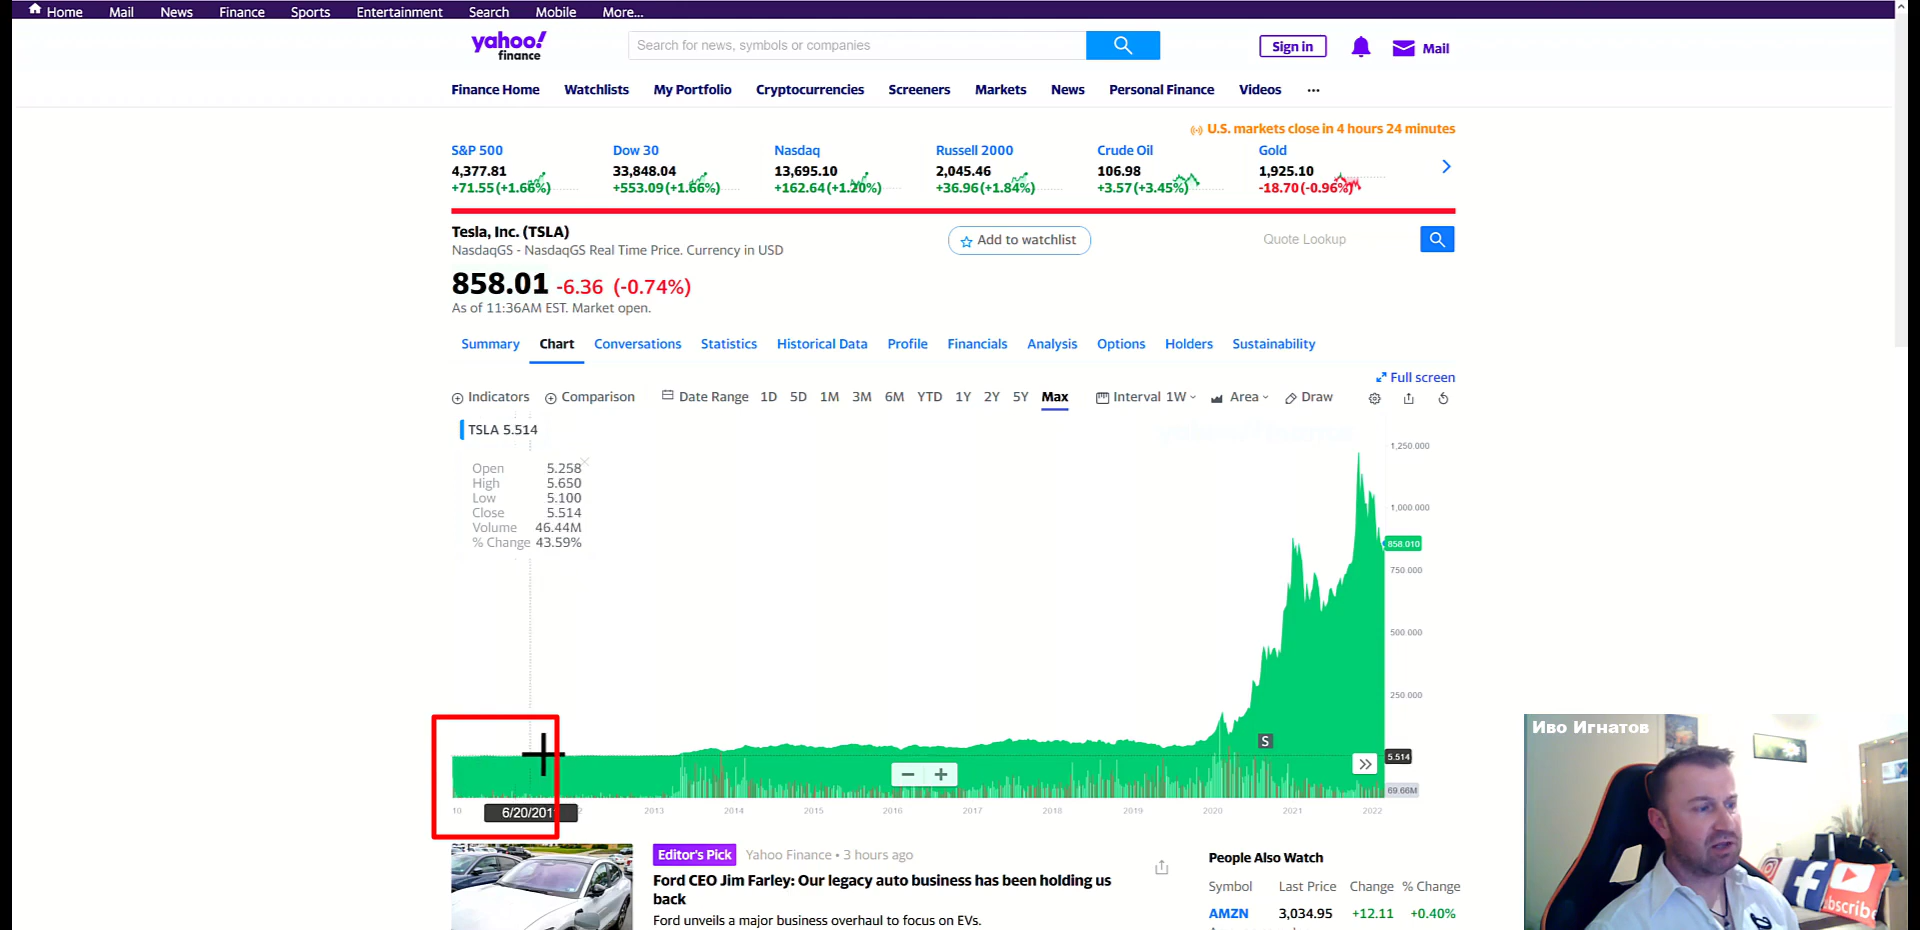 Home Mail News Finance Sports Entertainment Search Mobile More...
yahoo!
finance
Search for news, symbols or companies
Sign in
Mail
Finance Home Watchlists My Portfolio Cryptocurrencies Screeners Markets News Personal Finance Videos ...
U.S. markets close in 4 hours 24 minutes
S&P 500 Dow 30 Nasdaq Russell 2000 Crude Oil Gold
4,377.81 33,848.04 13,695.10 2,045.46 106.98 1,925.10
+71.55 (+1.66%) +553.09 (+1.66%) +162.64 (+1.20%) +36.96 (+1.84%) +3.57 (+3.45%) -18.70 (-0.96%)
Tesla, Inc. (TSLA)
NasdaqGS - NasdaqGS Real Time Price. Currency in USD
Add to watchlist
Quote Lookup
858.01 -6.36 (-0.74%)
As of 11:36AM EST. Market open.
Summary Chart Conversations Statistics Historical Data Profile Financials Analysis Options Holders Sustainability
Full screen
Indicators Comparison Date Range 1D 5D 1M 3M 6M YTD 1Y 2Y 5Y Max Interval 1W Area Draw
TSLA 5.514
Open 5.258
High 5.650
Low 5.100
Close 5.514
Volume 46.44M
% Change 43.59%
1,250.000
1,000.000
858.010
750.000
500.000
250.000
S
5.514
69.66M
10 6/20/201 2 2013 2014 2015 2016 2017 2018 2019 2020 2021 2022
Editor's Pick Yahoo Finance • 3 hours ago
Ford CEO Jim Farley: Our legacy auto business has been holding us
back
Ford unveils a major business overhaul to focus on EVs.
People Also Watch
Symbol Last Price Change % Change
AMZN 3,034.95 +12.11 +0.40%
Иво Игнатов
bscribe